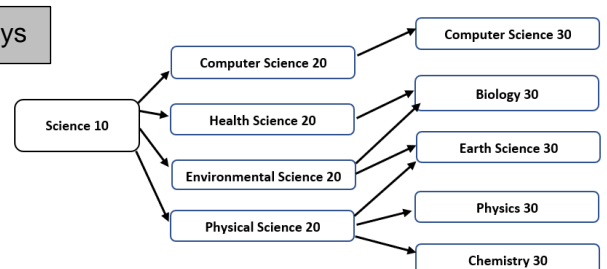 ys
Science 10
Computer Science 20
Health Science 20
Environmental Science 20
Physical Science 20
Computer Science 30
Biology 30
Earth Science 30
Physics 30
Chemistry 30